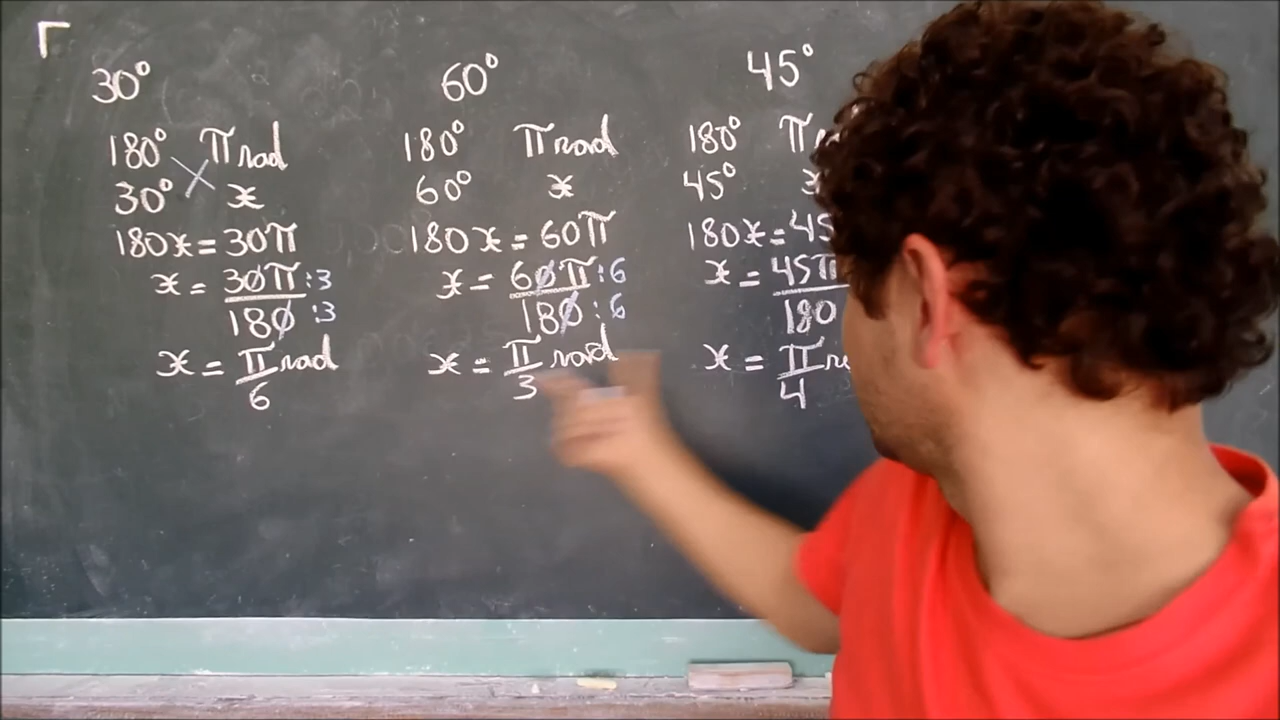 30°
180° π rad
30° x
180x = 30π
x = 30π :3
180 :3
x = π rad
6
60°
180° π rad
60° x
180x = 60π
x = 60π :6
180 :6
x = π rad
3
45°
180° π
45°
180x = 45
x = 45π
180
x = π
4